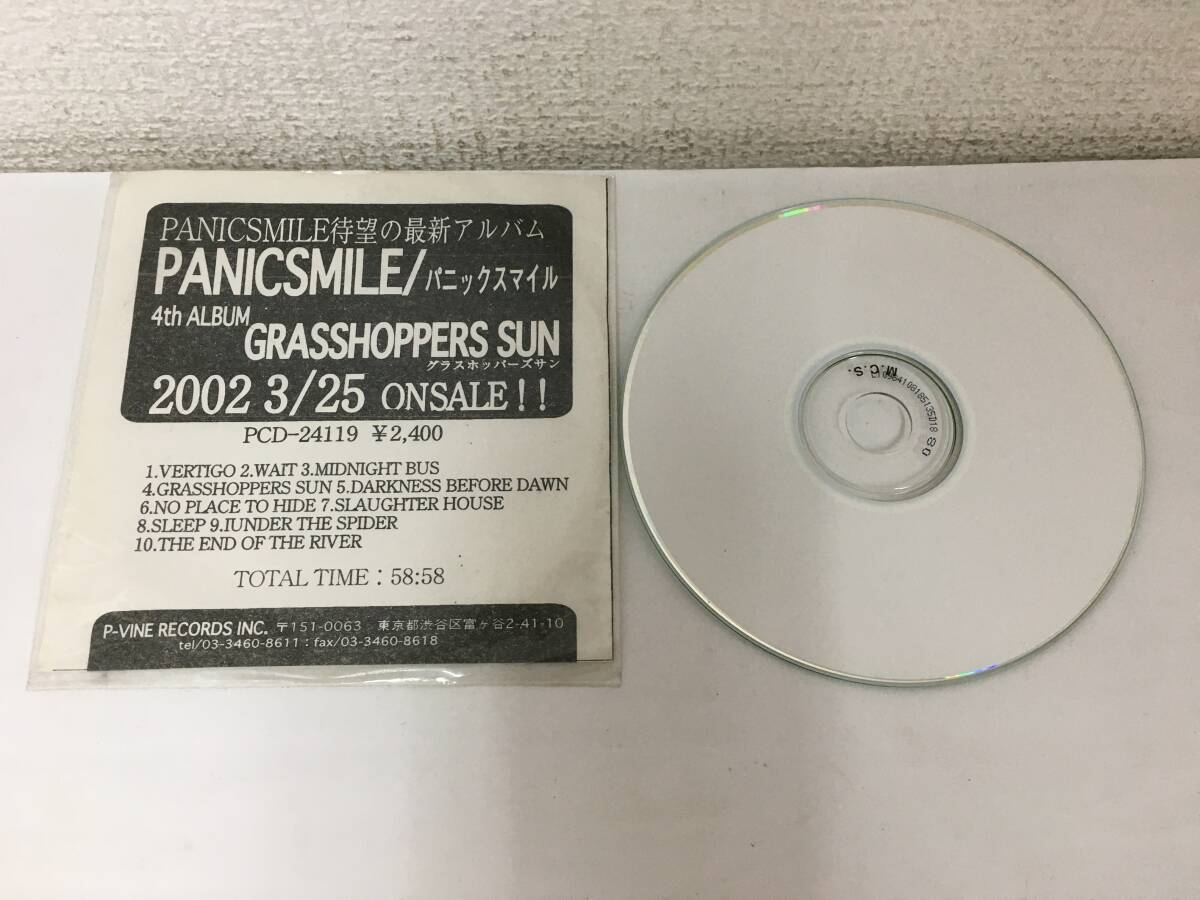 PANICSMILE待望の最新アルバム
PANICSMILE/パニックスマイル
4th ALBUM
GRASSHOPPERS SUN
グラスホッパーズサン
2002 3/25 ONSALE!!
PCD-24119 ¥2,400
1.VERTIGO 2.WAIT 3.MIDNIGHT BUS
4.GRASSHOPPERS SUN 5.DARKNESS BEFORE DAWN
6.NO PLACE TO HIDE 7.SLAUGHTER HOUSE
8.SLEEP 9.IUNDER THE SPIDER
10.THE END OF THE RIVER
TOTAL TIME：58:58
P-VINE RECORDS INC. 〒151-0063 東京都渋谷区富ヶ谷2-41-10
tel/03-3460-8611：fax/03-3460-8618
M.C.S.
80